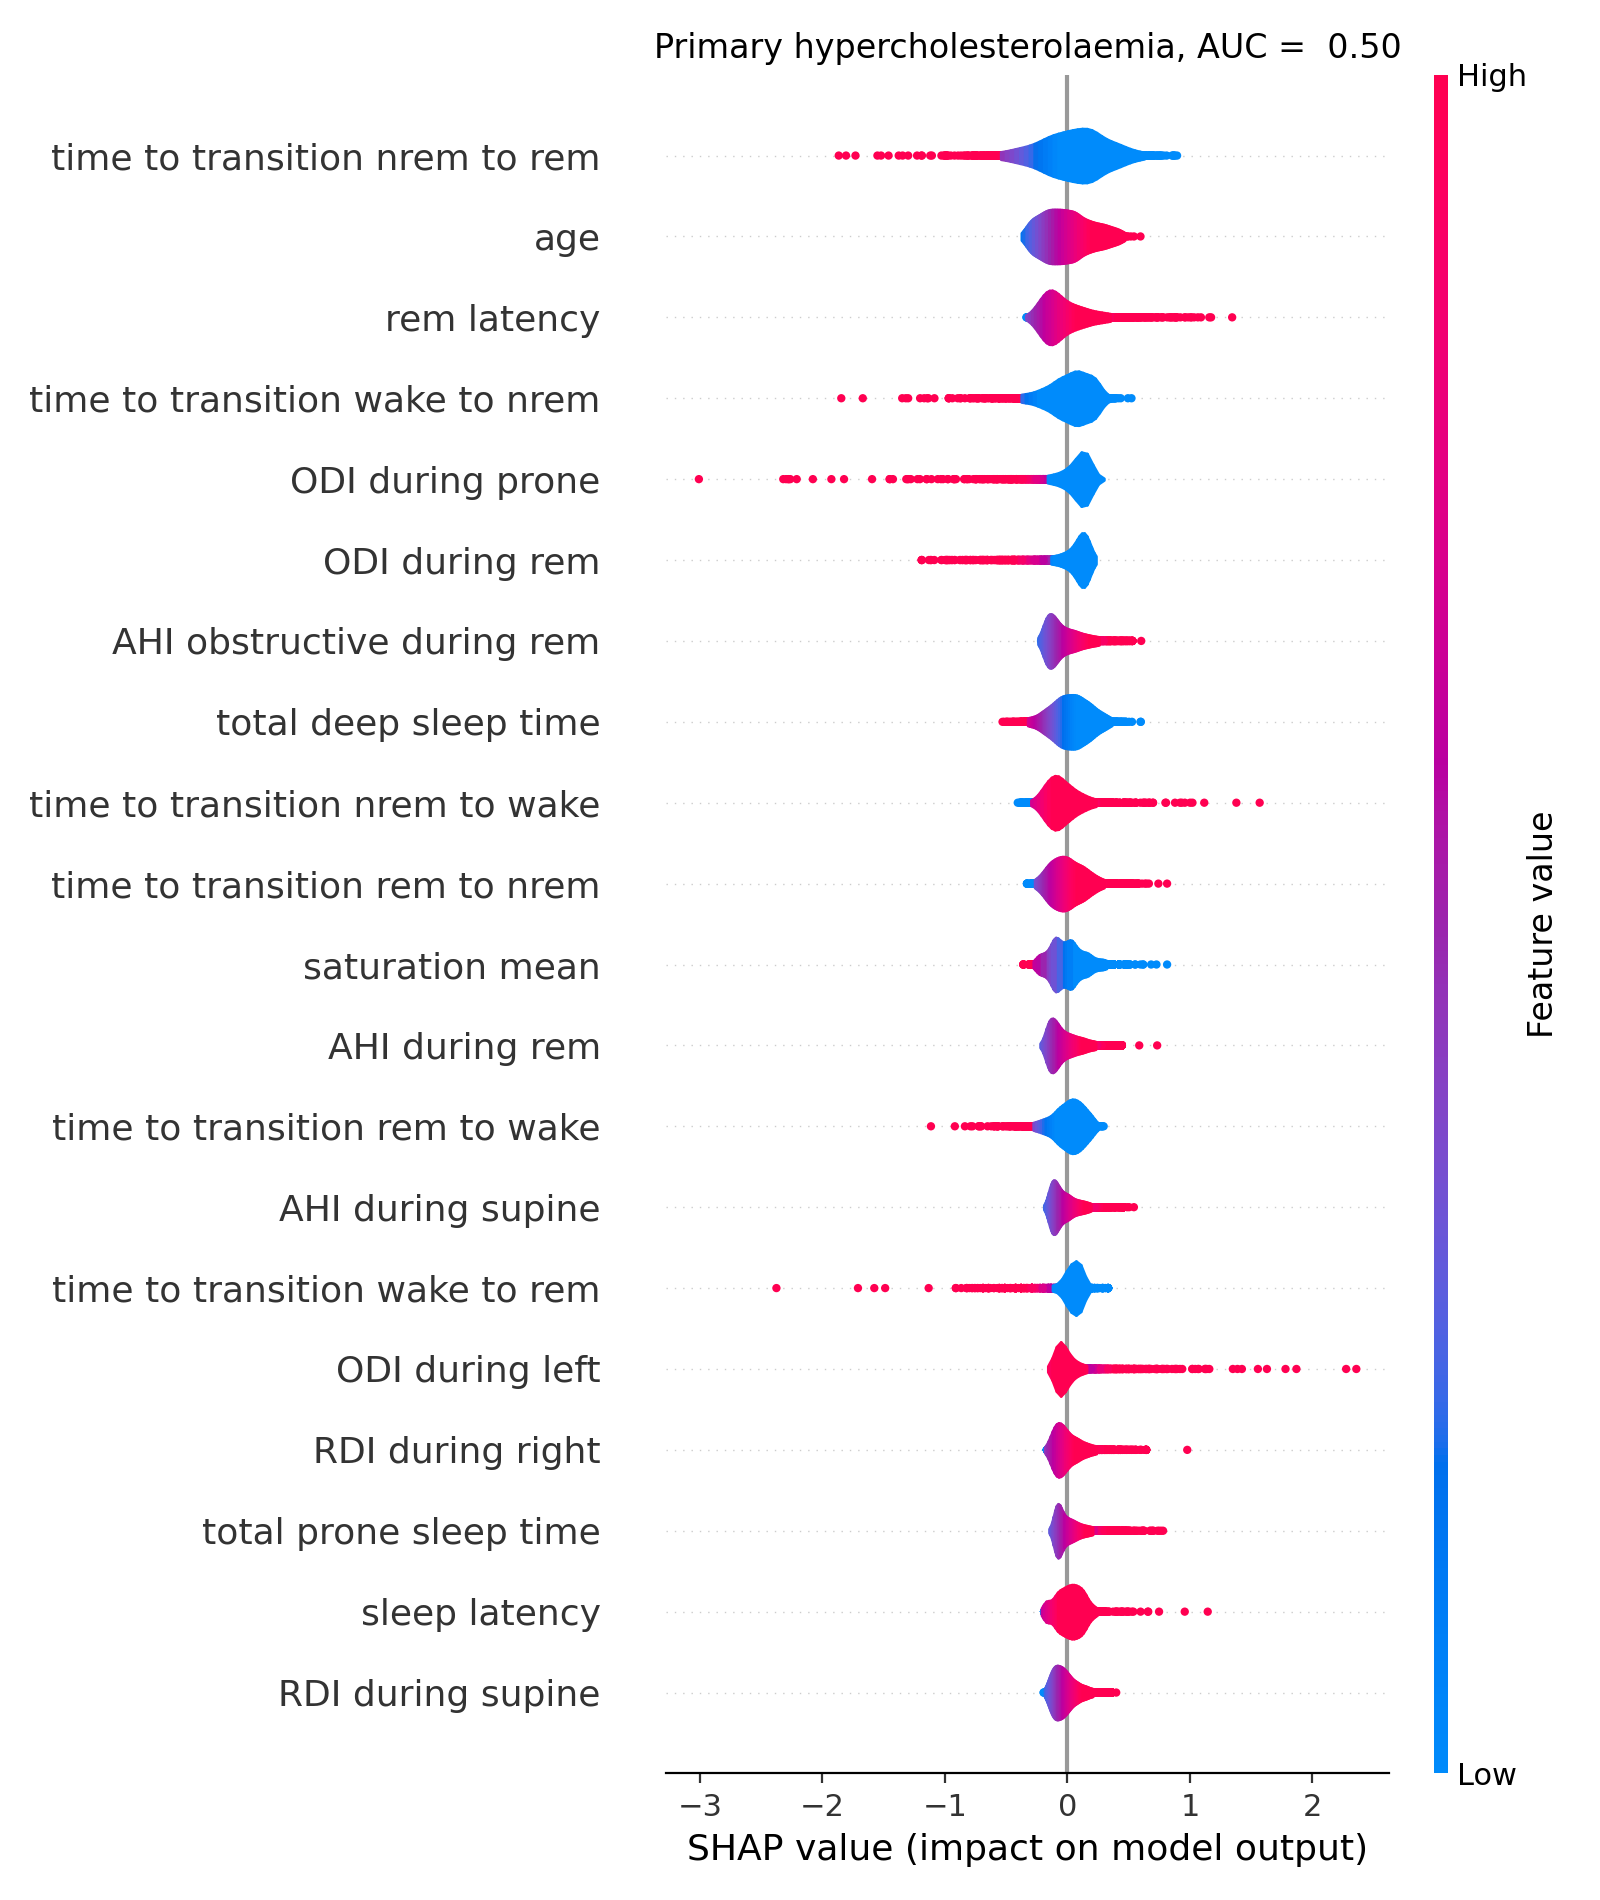 Primary hypercholesterolaemia, AUC =  0.50
High
time to transition nrem to rem
age
rem latency
time to transition wake to nrem
ODI during prone
ODI during rem
AHI obstructive during rem
total deep sleep time
time to transition nrem to wake
time to transition rem to nrem
saturation mean
AHI during rem
time to transition rem to wake
AHI during supine
time to transition wake to rem
ODI during left
RDI during right
total prone sleep time
sleep latency
RDI during supine
Feature value
Low
−3 −2 −1 0 1 2
SHAP value (impact on model output)